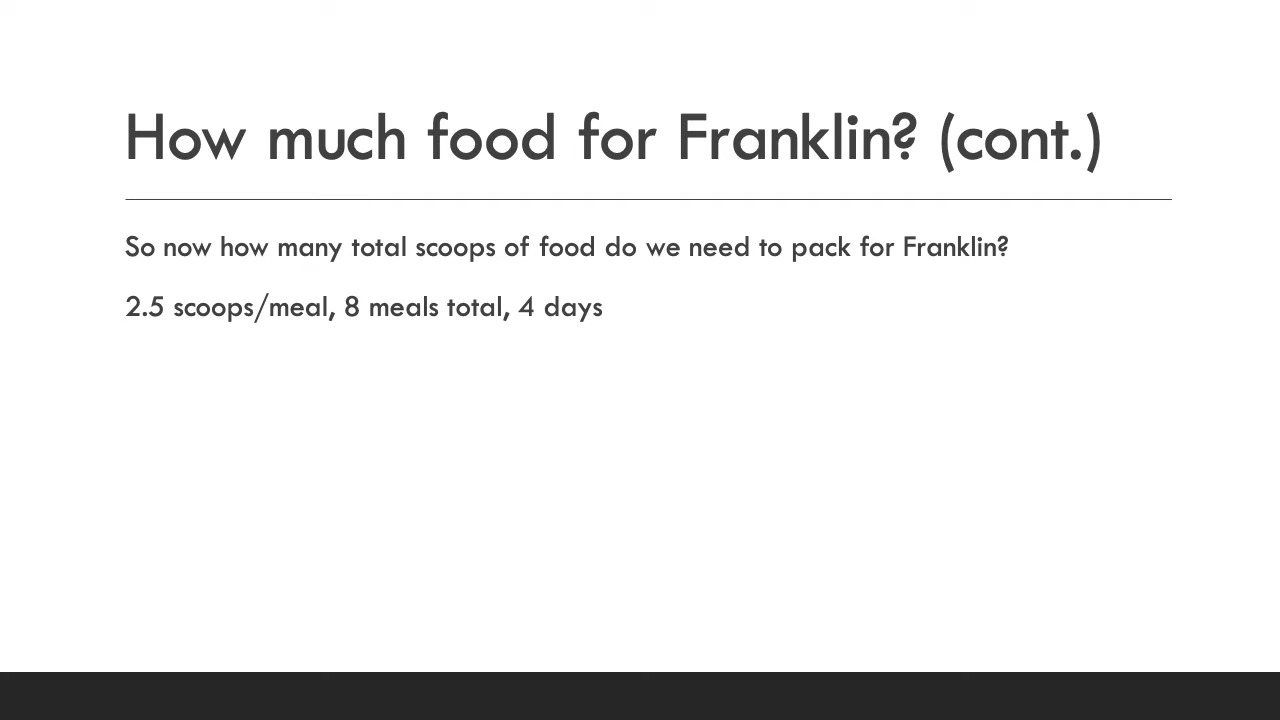 How much food for Franklin? (cont.)
So now how many total scoops of food do we need to pack for Franklin?
2.5 scoops/meal, 8 meals total, 4 days